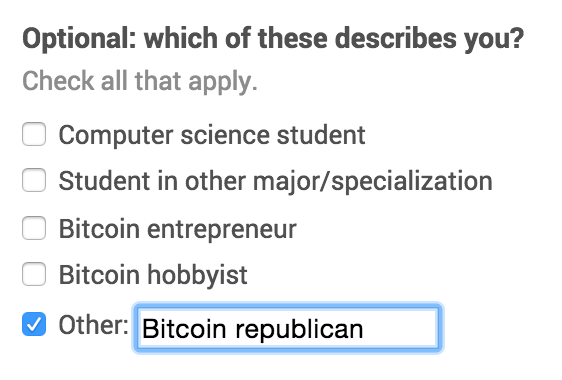 Optional: which of these describes you?
Check all that apply.
Computer science student
Student in other major/specialization
Bitcoin entrepreneur
Bitcoin hobbyist
Other: Bitcoin republican